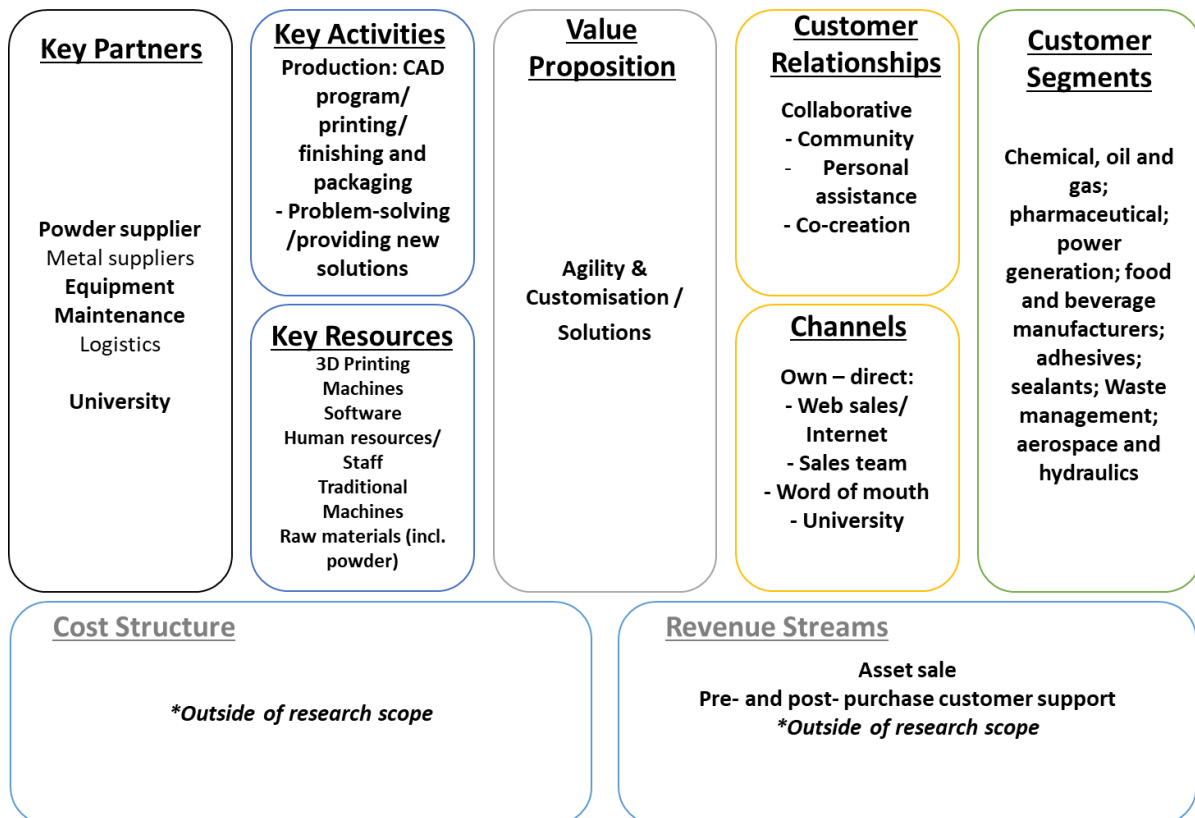 Key Partners
Powder supplier
Metal suppliers
Equipment
Maintenance
Logistics
University
Key Activities
Production: CAD
program/
printing/
finishing and
packaging
- Problem-solving
/providing new
solutions
Key Resources
3D Printing
Machines
Software
Human resources/
Staff
Traditional
Machines
Raw materials (incl.
powder)
Value
Proposition
Agility &
Customisation /
Solutions
Customer
Relationships
Collaborative
- Community
- Personal
assistance
- Co-creation
Channels
Own – direct:
- Web sales/
Internet
- Sales team
- Word of mouth
- University
Customer
Segments
Chemical, oil and
gas;
pharmaceutical;
power
generation; food
and beverage
manufacturers;
adhesives;
sealants; Waste
management;
aerospace and
hydraulics
Cost Structure
*Outside of research scope
Revenue Streams
Asset sale
Pre- and post- purchase customer support
*Outside of research scope